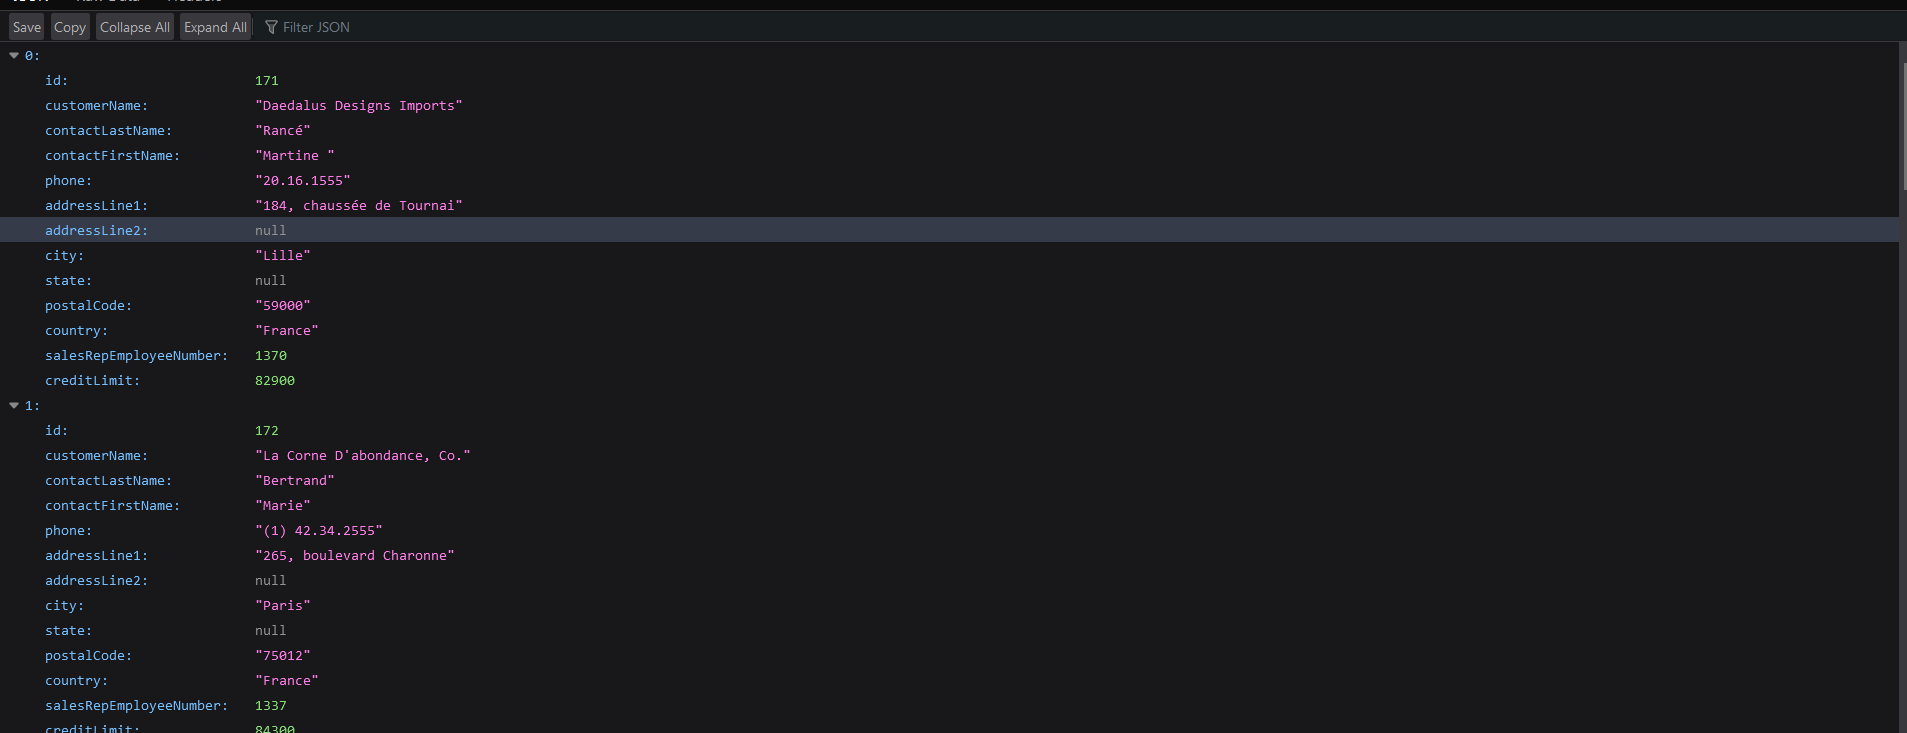 Save Copy Collapse All Expand All Filter JSON
0:
id: 171
customerName: "Daedalus Designs Imports"
contactLastName: "Rancé"
contactFirstName: "Martine "
phone: "20.16.1555"
addressLine1: "184, chaussée de Tournai"
addressLine2: null
city: "Lille"
state: null
postalCode: "59000"
country: "France"
salesRepEmployeeNumber: 1370
creditLimit: 82900
1:
id: 172
customerName: "La Corne D'abondance, Co."
contactLastName: "Bertrand"
contactFirstName: "Marie"
phone: "(1) 42.34.2555"
addressLine1: "265, boulevard Charonne"
addressLine2: null
city: "Paris"
state: null
postalCode: "75012"
country: "France"
salesRepEmployeeNumber: 1337
creditLimit: 84300